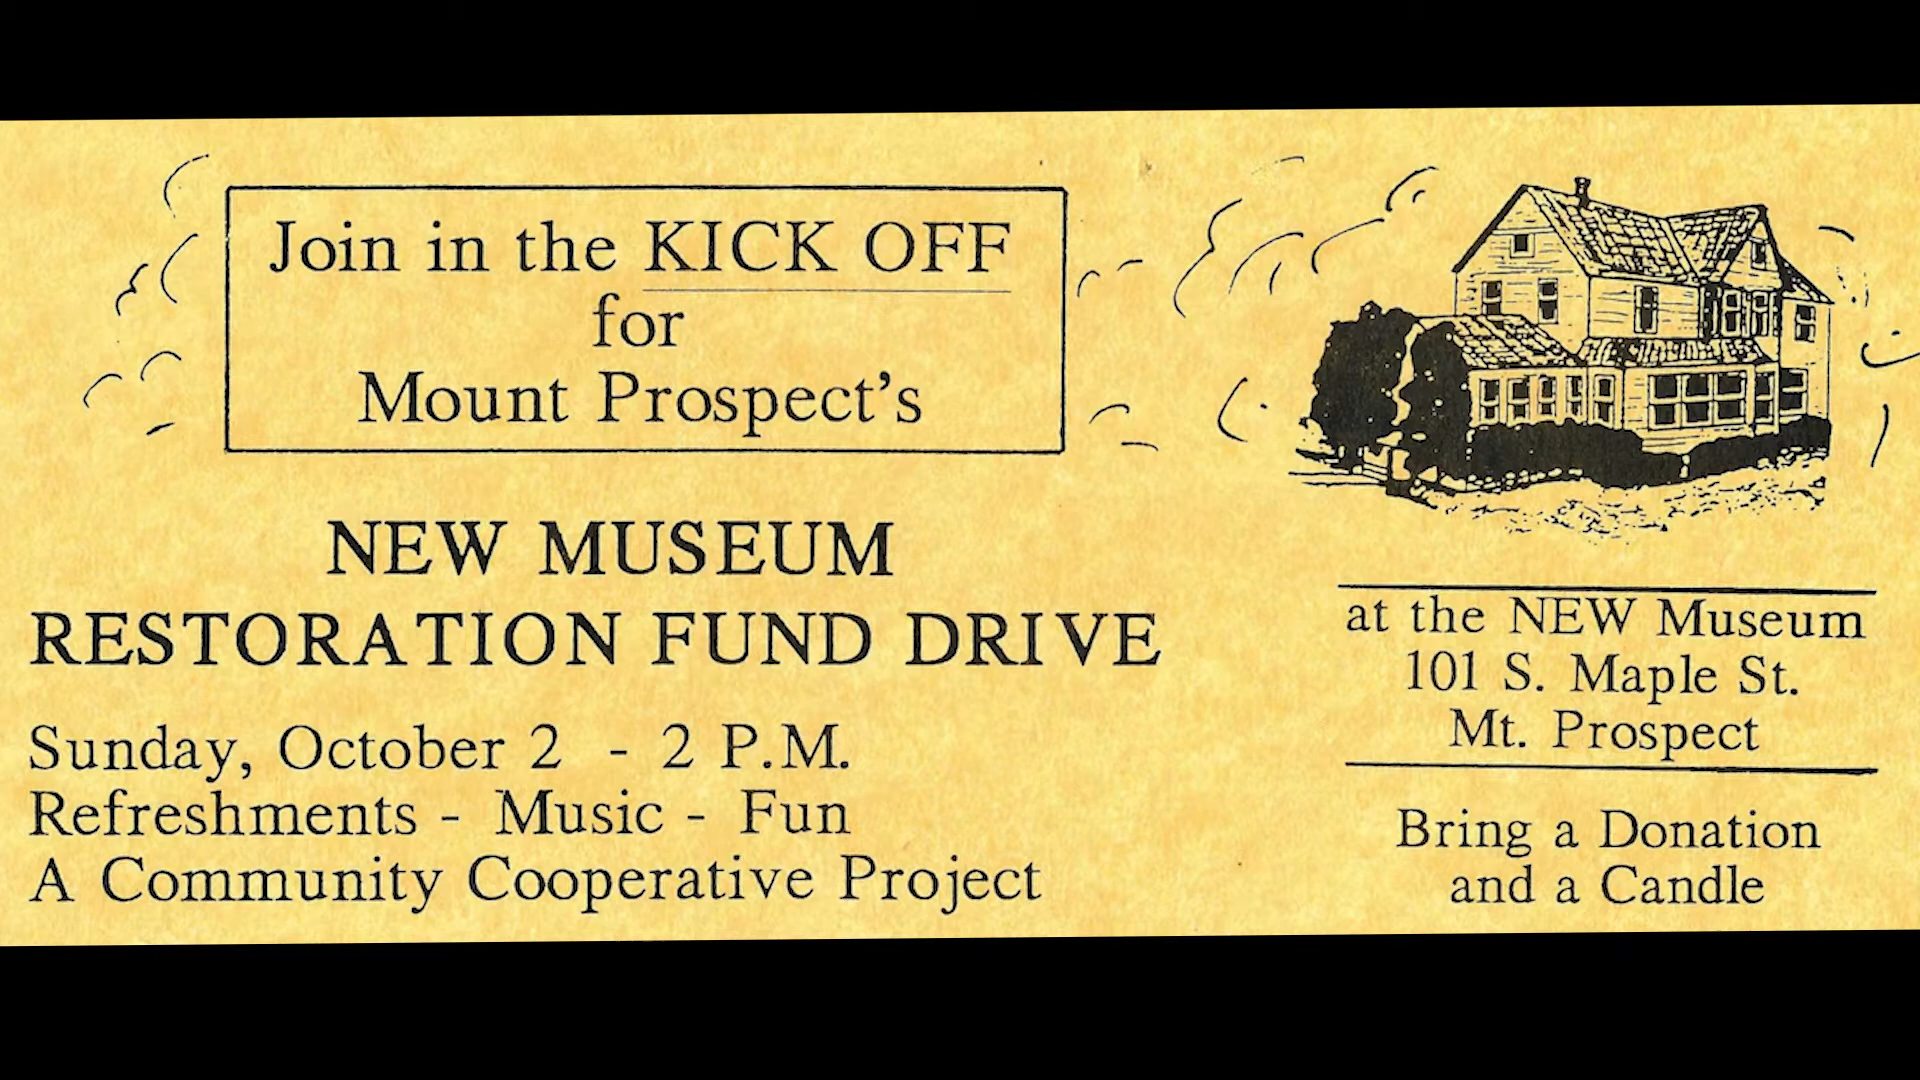 Join in the KICK OFF
for
Mount Prospect's
NEW MUSEUM
RESTORATION FUND DRIVE
Sunday, October 2 - 2 P.M.
Refreshments - Music - Fun
A Community Cooperative Project
at the NEW Museum
101 S. Maple St.
Mt. Prospect
Bring a Donation
and a Candle